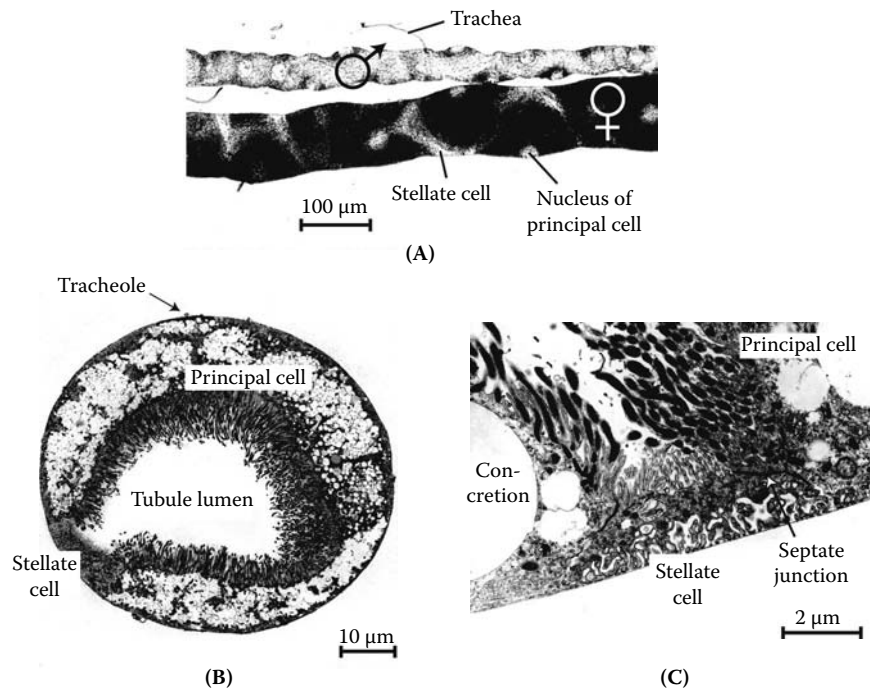 Trachea
♂
♀
Stellate cell
Nucleus of
principal cell
100 μm
(A)
Tracheole
Principal cell
Tubule lumen
Stellate
cell
10 μm
(B)
Principal cell
Con-
cretion
Septate
junction
Stellate
cell
2 μm
(C)